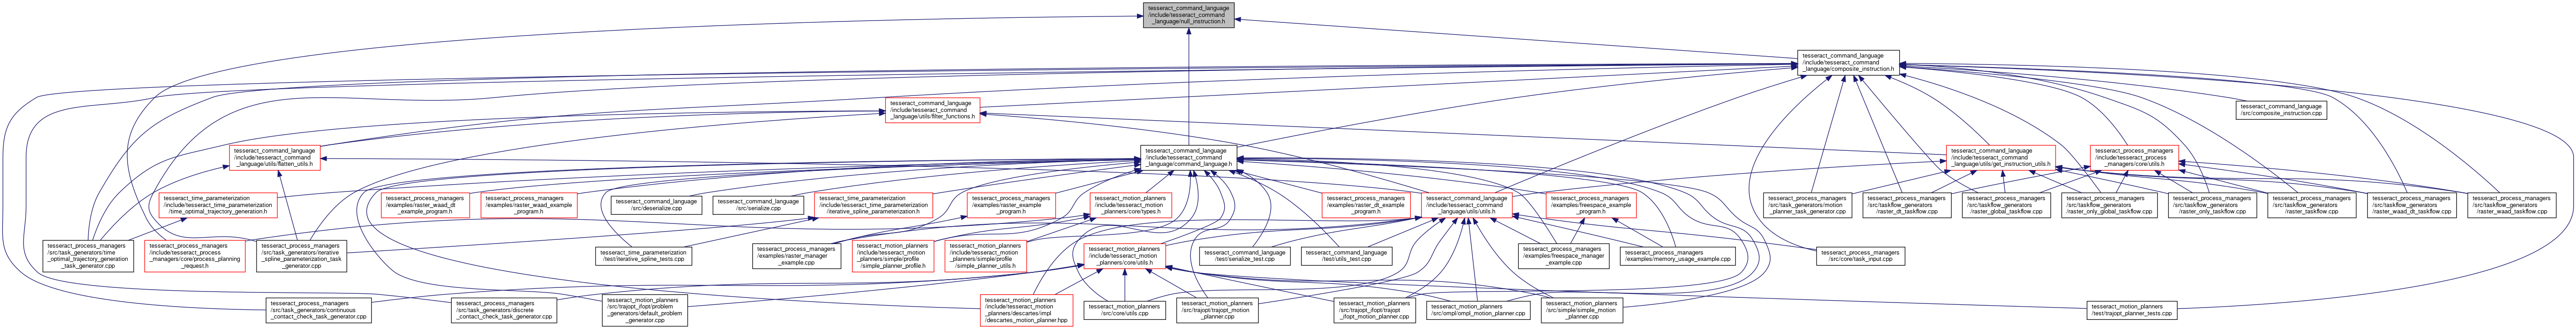 tesseract_command_language
/include/tesseract_command
_language/null_instruction.h
tesseract_command_language
/include/tesseract_command
_language/composite_instruction.h
tesseract_command_language
/include/tesseract_command
_language/utils/filter_functions.h
tesseract_command_language
/src/composite_instruction.cpp
tesseract_command_language
/include/tesseract_command
_language/utils/flatten_utils.h
tesseract_command_language
/include/tesseract_command
_language/command_language.h
tesseract_command_language
/include/tesseract_command
_language/utils/get_instruction_utils.h
tesseract_process_managers
/include/tesseract_process
_managers/core/utils.h
tesseract_time_parameterization
/include/tesseract_time_parameterization
/time_optimal_trajectory_generator.h
tesseract_process_managers
/examples/raster_waad_dt
_example_program.h
tesseract_process_managers
/examples/raster_waad_example
_program.h
tesseract_command_language
/src/deserialize.cpp
tesseract_command_language
/src/serialize.cpp
tesseract_time_parameterization
/include/tesseract_time_parameterization
/iterative_spline_parameterization.h
tesseract_process_managers
/examples/raster_example
_program.h
tesseract_motion_planners
/include/tesseract_motion
_planners/core/types.h
tesseract_process_managers
/examples/raster_dt_example
_program.h
tesseract_command_language
/include/tesseract_command
_language/utils/utils.h
tesseract_process_managers
/examples/freespace_example
_program.h
tesseract_process_managers
/src/task_generators/motion
_planner_task_generator.cpp
tesseract_process_managers
/src/taskflow_generators
/raster_dt_taskflow.cpp
tesseract_process_managers
/src/taskflow_generators
/raster_global_taskflow.cpp
tesseract_process_managers
/src/taskflow_generators
/raster_only_global_taskflow.cpp
tesseract_process_managers
/src/taskflow_generators
/raster_only_taskflow.cpp
tesseract_process_managers
/src/taskflow_generators
/raster_taskflow.cpp
tesseract_process_managers
/src/taskflow_generators
/raster_waad_dt_taskflow.cpp
tesseract_process_managers
/src/taskflow_generators
/raster_waad_taskflow.cpp
tesseract_process_managers
/src/task_generators/time
_optimal_trajectory_generation
_task_generator.cpp
tesseract_process_managers
/include/tesseract_process
_managers/core/process_planning
_request.h
tesseract_process_managers
/src/task_generators/iterative
_spline_parameterization_task
_generator.cpp
tesseract_time_parameterization
/test/iterative_spline_tests.cpp
tesseract_process_managers
/examples/raster_manager
_example.cpp
tesseract_motion_planners
/include/tesseract_motion
_planners/simple/profile
/simple_planner_profile.h
tesseract_motion_planners
/include/tesseract_motion
_planners/simple/profile
/simple_planner_utils.h
tesseract_motion_planners
/include/tesseract_motion
_planners/core/utils.h
tesseract_command_language
/test/serialize_test.cpp
tesseract_command_language
/test/utils_test.cpp
tesseract_process_managers
/examples/freespace_manager
_example.cpp
tesseract_process_managers
/examples/memory_usage_example.cpp
tesseract_process_managers
/src/core/task_input.cpp
tesseract_process_managers
/src/task_generators/continuous
_contact_check_task_generator.cpp
tesseract_process_managers
/src/task_generators/discrete
_contact_check_task_generator.cpp
tesseract_motion_planners
/src/trajopt_ifopt/problem
_generators/default_problem
_generator.cpp
tesseract_motion_planners
/include/tesseract_motion
_planners/descartes/impl
/descartes_motion_planner.hpp
tesseract_motion_planners
/src/core/utils.cpp
tesseract_motion_planners
/src/trajopt/trajopt_motion
_planner.cpp
tesseract_motion_planners
/src/trajopt_ifopt/trajopt
_ifopt_motion_planner.cpp
tesseract_motion_planners
/src/ompl/ompl_motion_planner.cpp
tesseract_motion_planners
/src/simple/simple_motion
_planner.cpp
tesseract_motion_planners
/test/trajopt_planner_tests.cpp